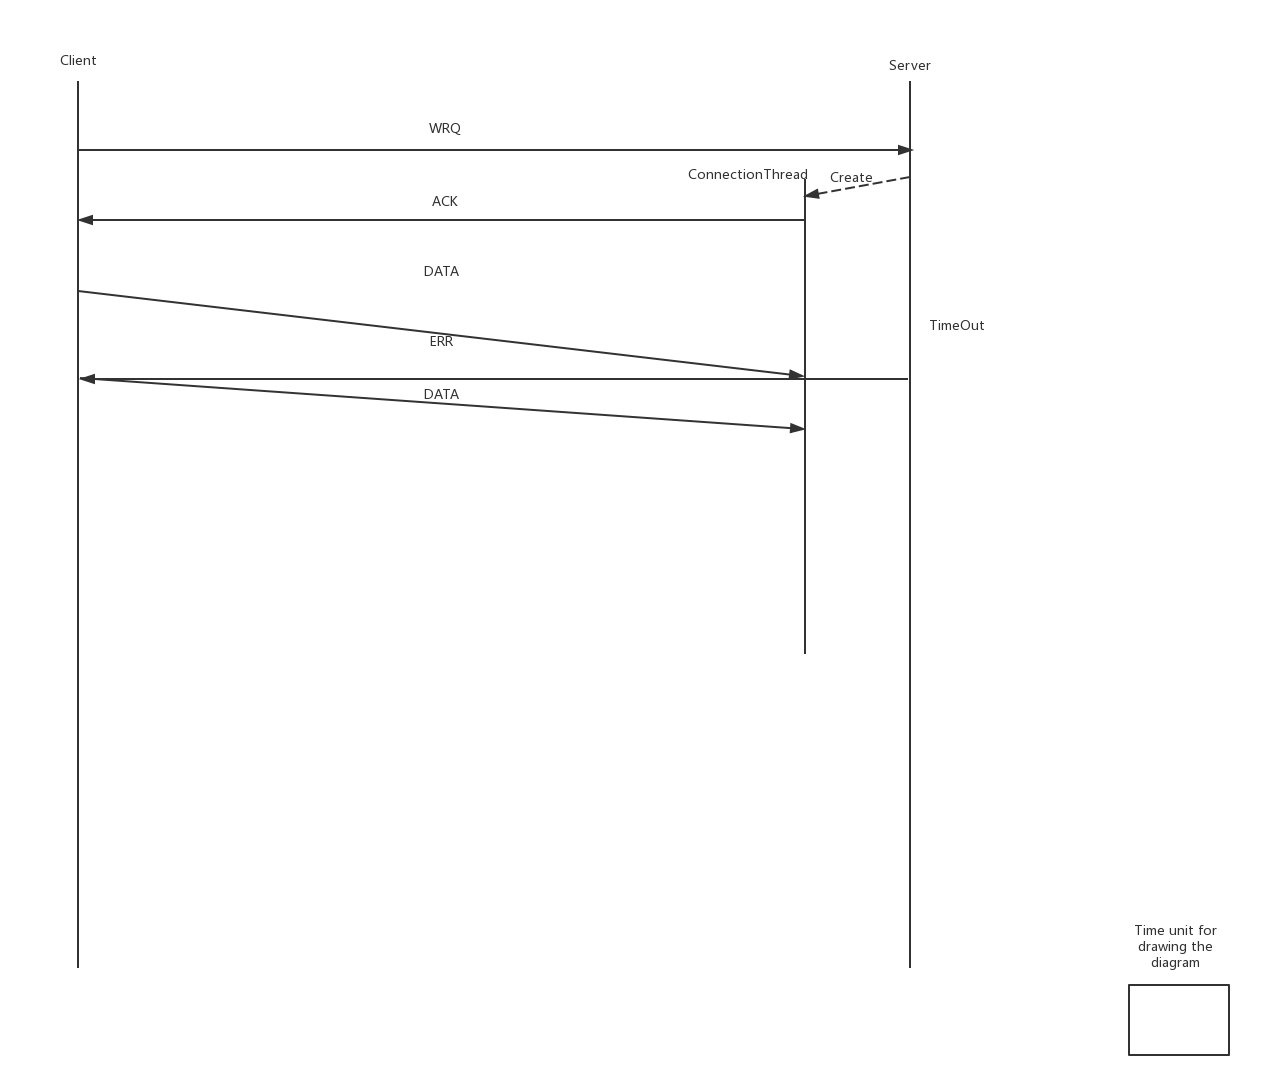 Client
Server
WRQ
ConnectionThread
Create
ACK
DATA
TimeOut
ERR
DATA
Time unit for
drawing the
diagram